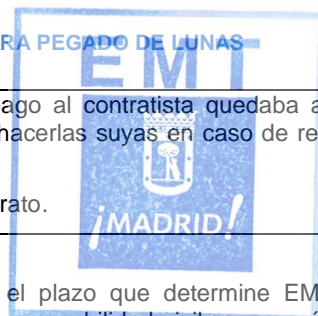 RA PEGADO DE LUNAS
EMT
ago al contratista quedaba a
hacerlas suyas en caso de re
rato.
¡MADRID!
el plazo que determine EM